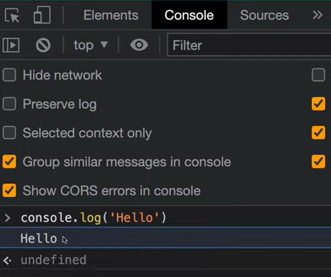 Elements Console Sources »
top Filter
Hide network
Preserve log
Selected context only
Group similar messages in console
Show CORS errors in console
> console.log('Hello')
Hello
undefined